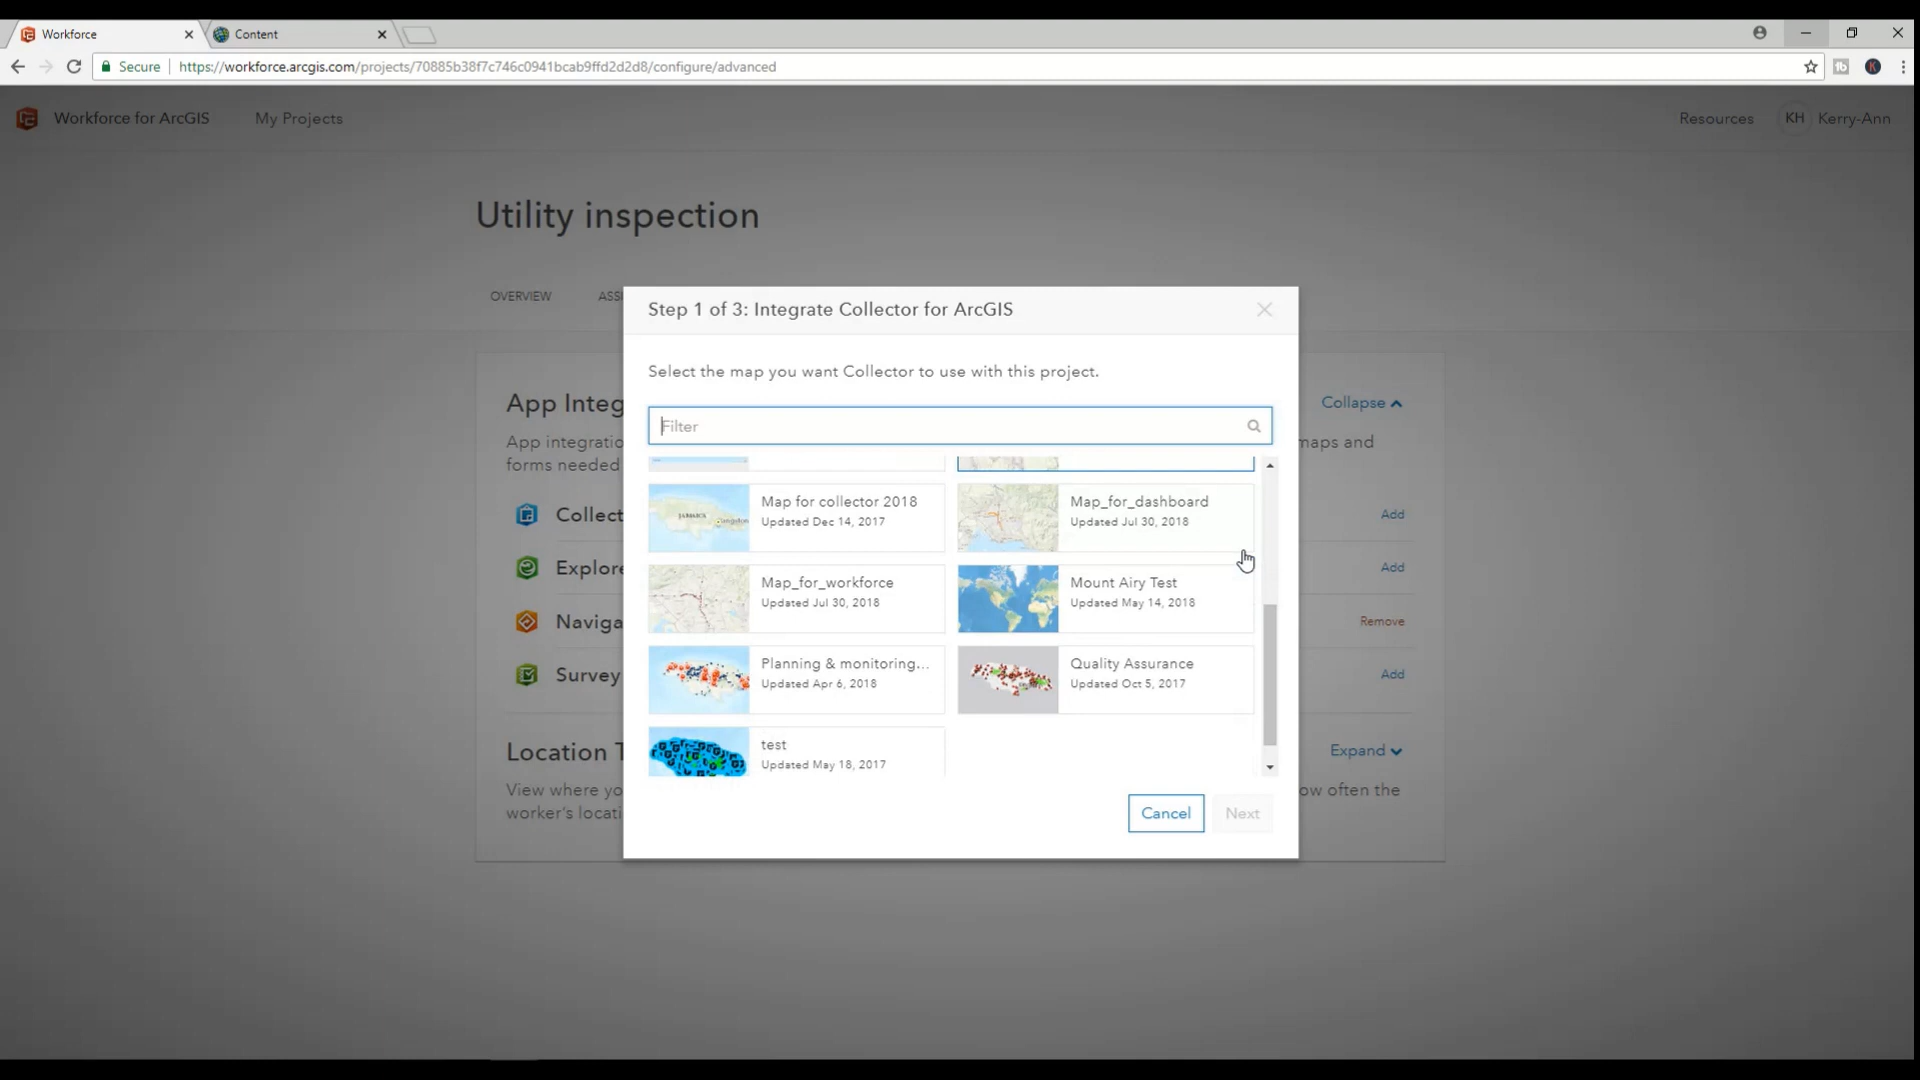 Workforce
Content
Secure
https://workforce.arcgis.com/projects/70885b38f7c746c0941bcab9ffd2d2d8/configure/advanced
Workforce for ArcGIS
My Projects
Resources
KH
Kerry-Ann
Utility inspection
OVERVIEW
ASS
Step 1 of 3: Integrate Collector for ArcGIS
Select the map you want Collector to use with this project.
Filter
App Integ
Collapse
App integratio
maps and
forms needed
Collect
Add
Explore
Add
Naviga
Remove
Survey
Add
Location T
Expand
View where yo
ow often the
worker's locati
Map for collector 2018
Updated Dec 14, 2017
Map_for_dashboard
Updated Jul 30, 2018
Map_for_workforce
Updated Jul 30, 2018
Mount Airy Test
Updated May 14, 2018
Planning & monitoring...
Updated Apr 6, 2018
Quality Assurance
Updated Oct 5, 2017
test
Updated May 18, 2017
JAMAICA
Kingston
Cancel
Next